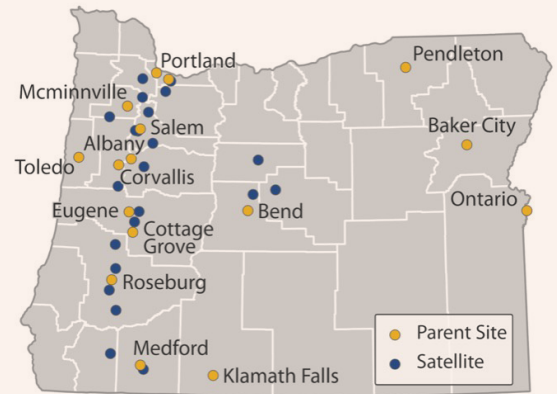 Portland
Pendleton
Mcminnville
Salem
Baker City
Albany
Toledo
Corvallis
Ontario
Eugene
Bend
Cottage
Grove
Roseburg
Parent Site
Medford
Satellite
Klamath Falls